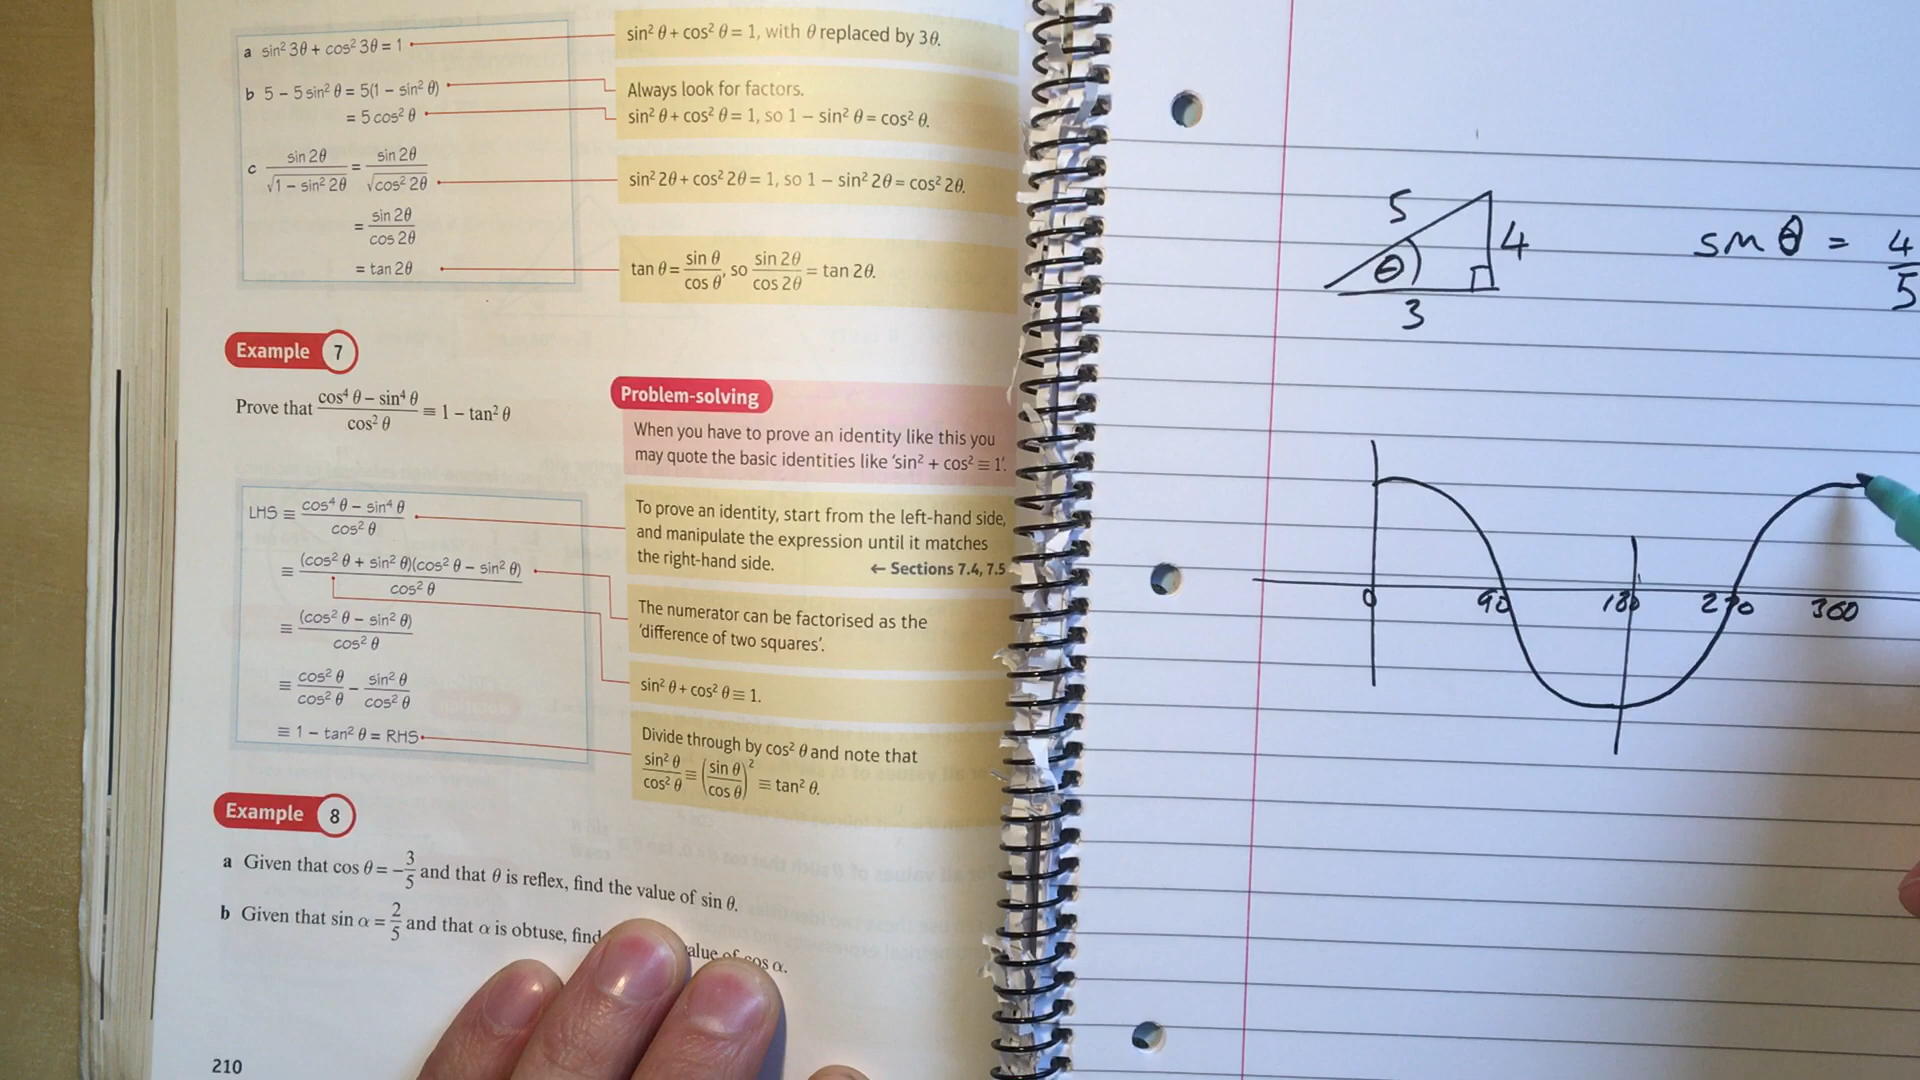 a sin² 3θ + cos² 3θ = 1
sin² θ + cos² θ = 1, with θ replaced by 3θ.
b 5 – 5 sin² θ = 5(1 – sin² θ)
= 5 cos² θ
Always look for factors.
sin² θ + cos² θ = 1, so 1 – sin² θ = cos² θ.
c sin 2θ / √1 – sin² 2θ = sin 2θ / √cos² 2θ
= sin 2θ / cos 2θ
= tan 2θ
sin² 2θ + cos² 2θ = 1, so 1 – sin² 2θ = cos² 2θ.
tan θ = sin θ / cos θ, so sin 2θ / cos 2θ = tan 2θ.
Example 7
Prove that cos⁴ θ – sin⁴ θ / cos² θ ≡ 1 – tan² θ
Problem-solving
When you have to prove an identity like this you
may quote the basic identities like ‘sin² + cos² ≡ 1’.
LHS ≡ cos⁴ θ – sin⁴ θ / cos² θ
≡ (cos² θ + sin² θ)(cos² θ – sin² θ) / cos² θ
≡ (cos² θ – sin² θ) / cos² θ
≡ cos² θ / cos² θ – sin² θ / cos² θ
≡ 1 – tan² θ = RHS
To prove an identity, start from the left-hand side,
and manipulate the expression until it matches
the right-hand side. ← Sections 7.4, 7.5
The numerator can be factorised as the
‘difference of two squares’.
sin² θ + cos² θ ≡ 1.
Divide through by cos² θ and note that
sin² θ / cos² θ ≡ (sin θ / cos θ)² ≡ tan² θ.
Example 8
a Given that cos θ = –3/5 and that θ is reflex, find the value of sin θ.
b Given that sin α = 2/5 and that α is obtuse, find of cos α.
210
5
4
θ
3
sin θ = 4/5
0 90 180 270 360